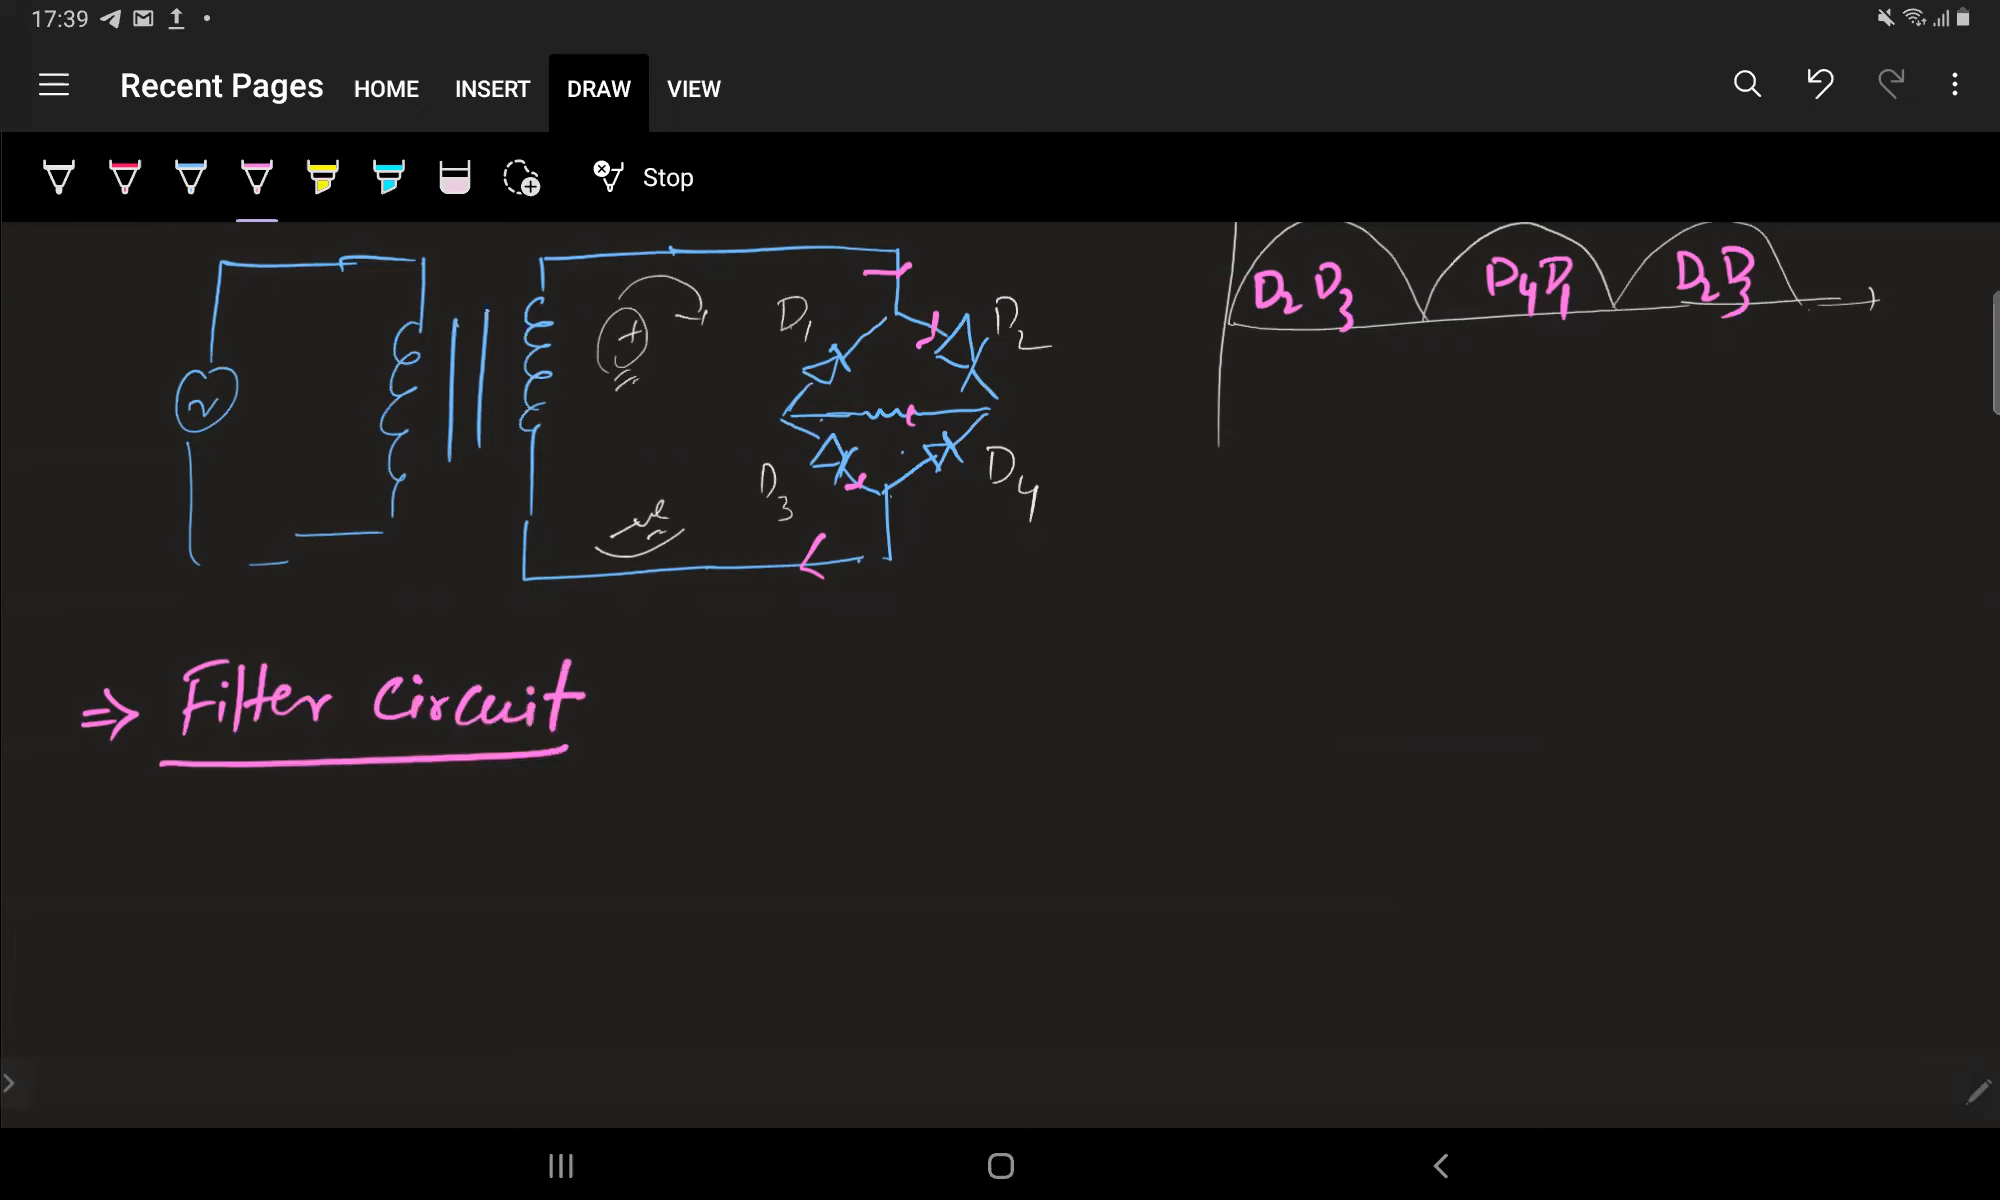 17:39
Recent Pages HOME INSERT DRAW VIEW
Stop
D1 D2
D3 D4
+
-ve
D2 D3 D4 D1 D2 D3
⇒ Filter Circuit